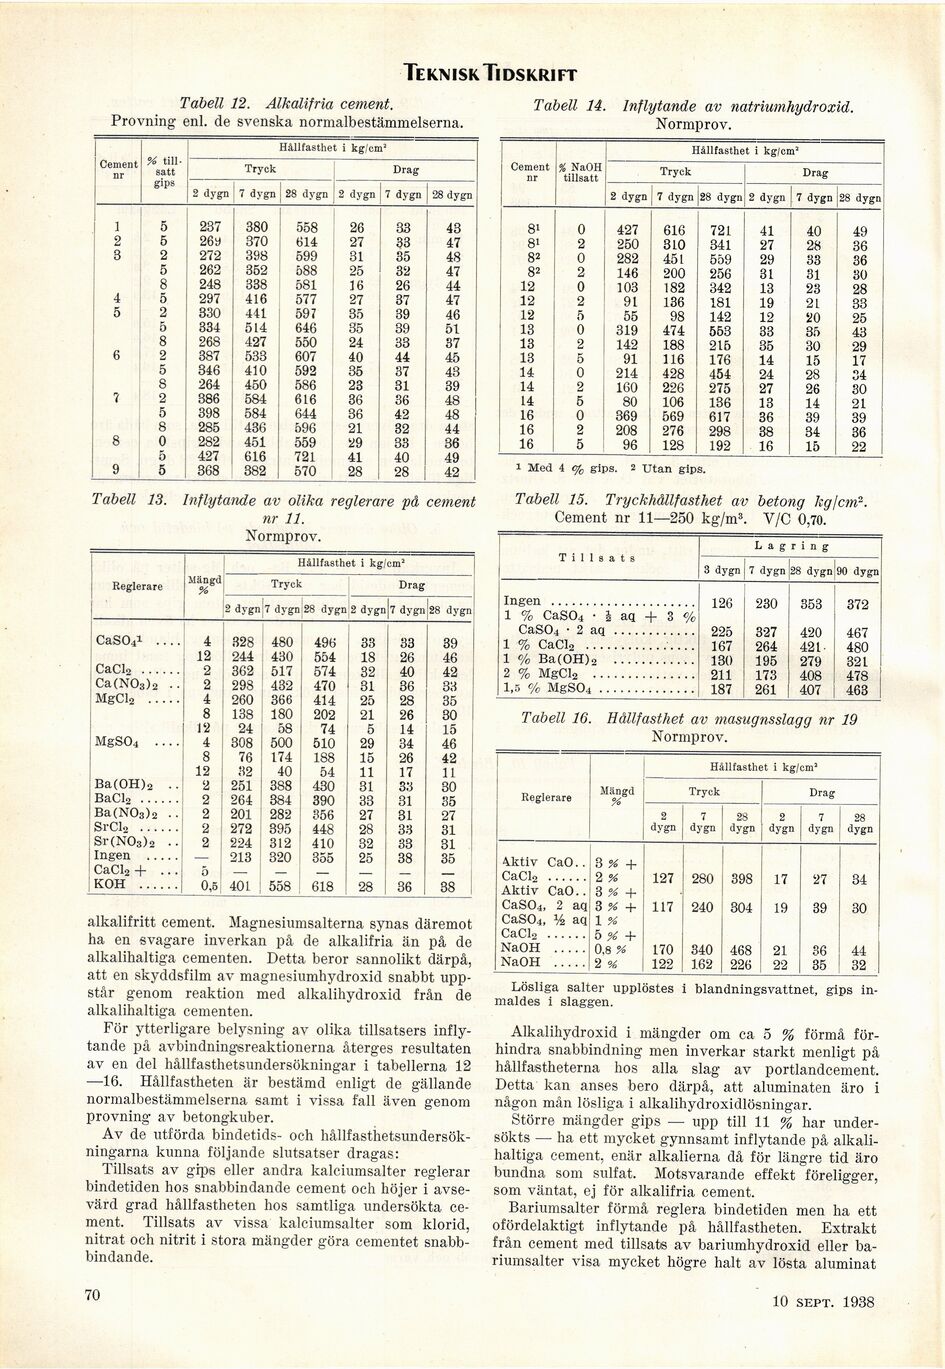 TEKNISK TIDSKRIFT
Tabell 12. Alkalifria cement.
Provning enl. de svenska normalbestämmelserna.
Cement nr | % till-satt gips | Hållfasthet i kg/cm²
Tryck | Drag
2 dygn | 7 dygn | 28 dygn | 2 dygn | 7 dygn | 28 dygn
1 5 237 380 558 26 33 43
2 5 269 370 614 27 33 47
3 2 272 398 599 31 35 48
5 262 352 588 25 32 47
8 248 338 581 16 26 44
4 5 297 416 577 27 37 47
5 2 330 441 597 35 39 46
5 334 514 646 35 39 51
8 268 427 550 24 33 37
6 2 387 533 607 40 44 45
5 346 410 592 35 37 43
8 264 450 586 23 31 39
7 2 386 584 616 36 36 48
5 398 584 644 36 42 48
8 285 436 596 21 32 44
8 0 282 451 559 29 33 36
5 427 616 721 41 40 49
9 5 368 382 570 28 28 42
Tabell 13. Inflytande av olika reglerare på cement
nr 11.
Normprov.
Reglerare | Mängd % | Hållfasthet i kg/cm²
Tryck | Drag
2 dygn | 7 dygn | 28 dygn | 2 dygn | 7 dygn | 28 dygn
CaSO₄¹ .... 4 328 480 496 33 33 39
12 244 430 554 18 26 46
CaCl₂ ...... 2 362 517 574 32 40 42
Ca(NO₃)₂ .. 2 298 432 470 31 36 33
MgCl₂ ..... 4 260 366 414 25 28 35
8 138 180 202 21 26 30
12 24 58 74 5 14 15
MgSO₄ .... 4 308 500 510 29 34 46
8 76 174 188 15 26 42
12 32 40 54 11 17 11
Ba(OH)₂ .. 2 251 388 430 31 33 30
BaCl₂ ...... 2 264 384 390 33 31 35
Ba(NO₃)₂ .. 2 201 282 356 27 31 27
SrCl₂ ...... 2 272 395 448 28 33 31
Sr(NO₃)₂ .. 2 224 312 410 32 33 31
Ingen ..... — 213 320 355 25 38 35
CaCl₂ + ... 5 — — — — — —
KOH ...... 0,5 401 558 618 28 36 38
alkalifritt cement. Magnesiumsalterna synas däremot
ha en svagare inverkan på de alkalifria än på de
alkalihaltiga cementen. Detta beror sannolikt därpå,
att en skyddsfilm av magnesiumhydroxid snabbt upp-
står genom reaktion med alkalihydroxid från de
alkalihaltiga cementen.
För ytterligare belysning av olika tillsatsers infly-
tande på avbindningsreaktionerna återges resultaten
av en del hållfasthetsundersökningar i tabellerna 12
—16. Hållfastheten är bestämd enligt de gällande
normalbestämmelserna samt i vissa fall även genom
provning av betongkuber.
Av de utförda bindetids- och hållfasthetsundersök-
ningarna kunna följande slutsatser dragas:
Tillsats av gips eller andra kalciumsalter reglerar
bindetiden hos snabbindande cement och höjer i avse-
värd grad hållfastheten hos samtliga undersökta ce-
ment. Tillsats av vissa kalciumsalter som klorid,
nitrat och nitrit i stora mängder göra cementet snabb-
bindande.
70
Tabell 14. Inflytande av natriumhydroxid.
Normprov.
Cement nr | % NaOH tillsatt | Hållfasthet i kg/cm²
Tryck | Drag
2 dygn | 7 dygn | 28 dygn | 2 dygn | 7 dygn | 28 dygn
8¹ 0 427 616 721 41 40 49
8¹ 2 250 310 341 27 28 36
8² 0 282 451 559 29 33 36
8² 2 146 200 256 31 31 30
12 0 103 182 342 13 23 28
12 2 91 136 181 19 21 33
12 5 55 98 142 12 20 25
13 0 319 474 553 33 35 43
13 2 142 188 215 35 30 29
13 5 91 116 176 14 15 17
14 0 214 428 454 24 28 34
14 2 160 226 275 27 26 30
14 5 80 106 136 13 14 21
16 0 369 569 617 36 39 39
16 2 208 276 298 38 34 36
16 5 96 128 192 16 15 22
¹ Med 4 % gips. ² Utan gips.
Tabell 15. Tryckhållfasthet av betong kg/cm².
Cement nr 11—250 kg/m³. V/C 0,70.
Tillsats | Lagring
3 dygn | 7 dygn | 28 dygn | 90 dygn
Ingen .................... 126 230 353 372
1 % CaSO₄ · ½ aq + 3 %
CaSO₄ · 2 aq ............ 225 327 420 467
1 % CaCl₂ ................ 167 264 421 480
1 % Ba(OH)₂ ............ 130 195 279 321
2 % MgCl₂ .............. 211 173 408 478
1,5 % MgSO₄ .............. 187 261 407 463
Tabell 16. Hållfasthet av masugnsslagg nr 19
Normprov.
Reglerare | Mängd % | Hållfasthet i kg/cm²
Tryck | Drag
2 dygn | 7 dygn | 28 dygn | 2 dygn | 7 dygn | 28 dygn
Aktiv CaO.. 3 % +
CaCl₂ ...... 2 % 127 280 398 17 27 34
Aktiv CaO.. 3 % +
CaSO₄, 2 aq 3 % + 117 240 304 19 39 30
CaSO₄, ½ aq 1 %
CaCl₂ ...... 5 % +
NaOH ..... 0,8 % 170 340 468 21 36 44
NaOH ..... 2 % 122 162 226 22 35 32
Lösliga salter upplöstes i blandningsvattnet, gips in-
maldes i slaggen.
Alkalihydroxid i mängder om ca 5 % förmå för-
hindra snabbindning men inverkar starkt menligt på
hållfastheterna hos alla slag av portlandcement.
Detta kan anses bero därpå, att aluminaten äro i
någon mån lösliga i alkalihydroxidlösningar.
Större mängder gips — upp till 11 % har under-
sökts — ha ett mycket gynnsamt inflytande på alkali-
haltiga cement, enär alkalierna då för längre tid äro
bundna som sulfat. Motsvarande effekt föreligger,
som väntat, ej för alkalifria cement.
Bariumsalter förmå reglera bindetiden men ha ett
ofördelaktigt inflytande på hållfastheten. Extrakt
från cement med tillsats av bariumhydroxid eller ba-
riumsalter visa mycket högre halt av lösta aluminat
10 SEPT. 1938